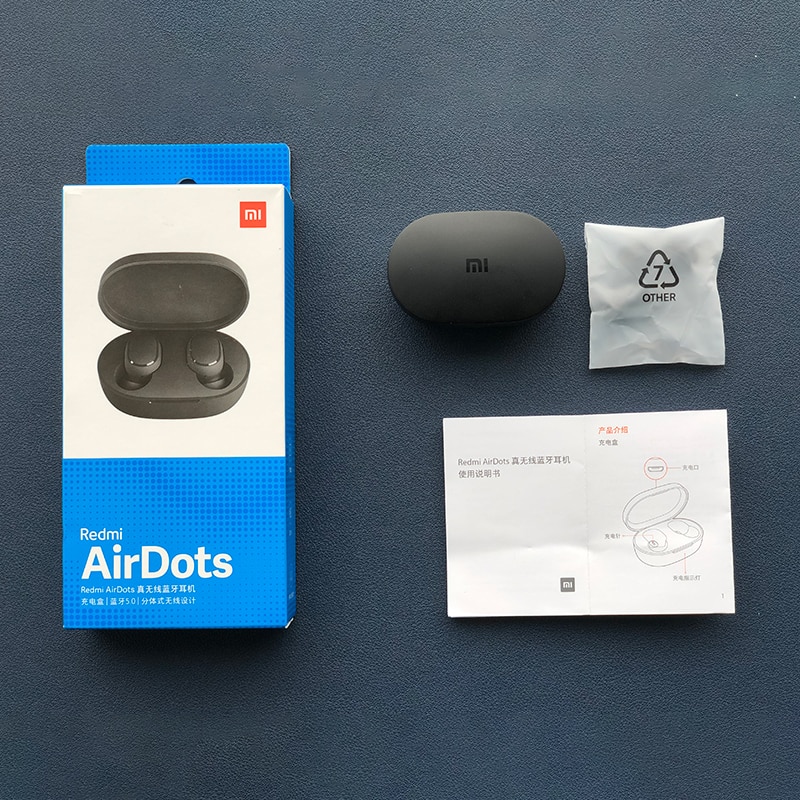 mi
Redmi
AirDots
Redmi AirDots 真无线蓝牙耳机
充电盒 | 蓝牙5.0 | 分体式无线设计
mi
7
OTHER
Redmi AirDots 真无线蓝牙耳机
使用说明书
mi
产品介绍
充电盒
充电口
充电针
充电指示灯
1